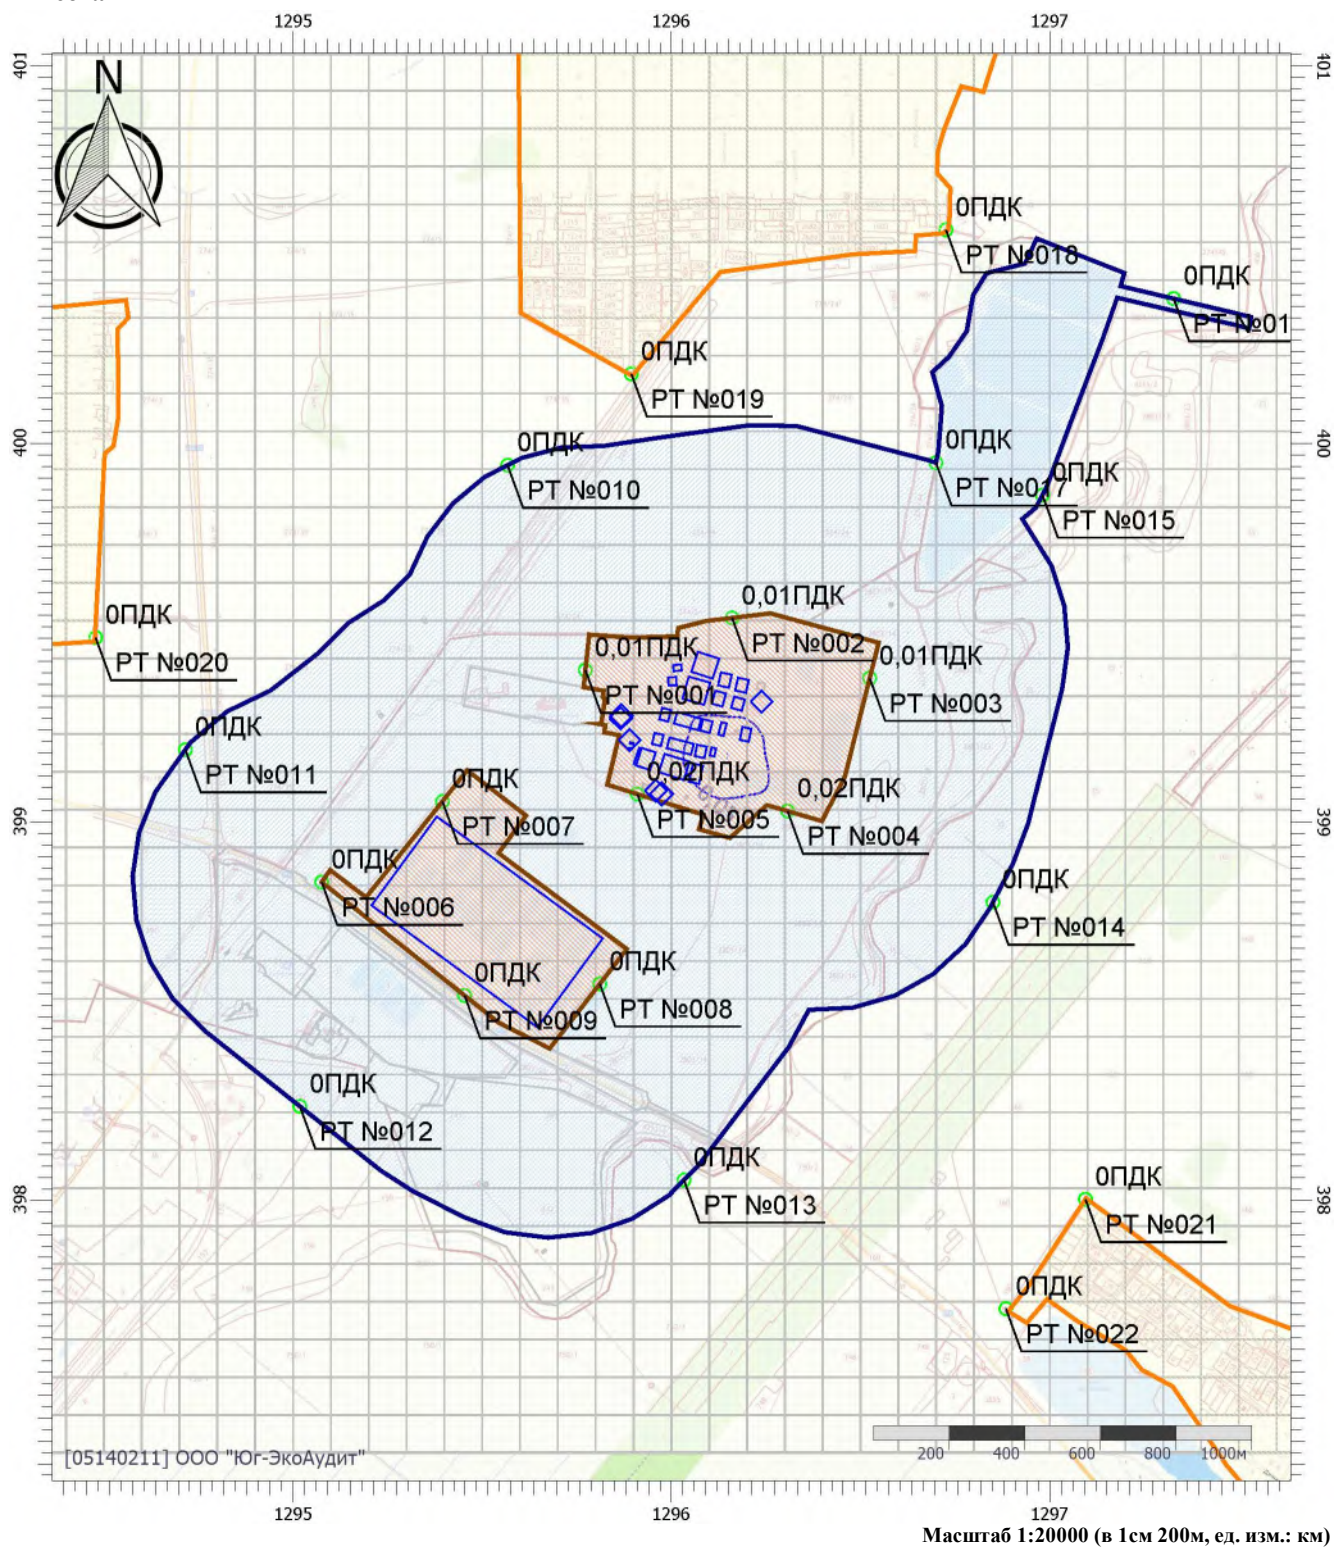 1295
1296
1297
401
401
N
0ПДК
РТ №018
0ПДК
РТ №01
0ПДК
РТ №019
400
400
0ПДК
РТ №010
0ПДК
РТ №017
0ПДК
РТ №015
0,01ПДК
РТ №002
0ПДК
РТ №020
0,01ПДК
РТ №001
0,01ПДК
РТ №003
0ПДК
РТ №011
0,02ПДК
РТ №005
0,02ПДК
РТ №004
0ПДК
РТ №007
399
399
0ПДК
РТ №006
0ПДК
РТ №014
0ПДК
РТ №008
0ПДК
РТ №009
0ПДК
РТ №012
0ПДК
РТ №013
398
398
0ПДК
РТ №021
0ПДК
РТ №022
[05140211] ООО "Юг-ЭкоАудит"
200
400
600
800
1000м
1295
1296
1297
Масштаб 1:20000 (в 1см 200м, ед. изм.: км)